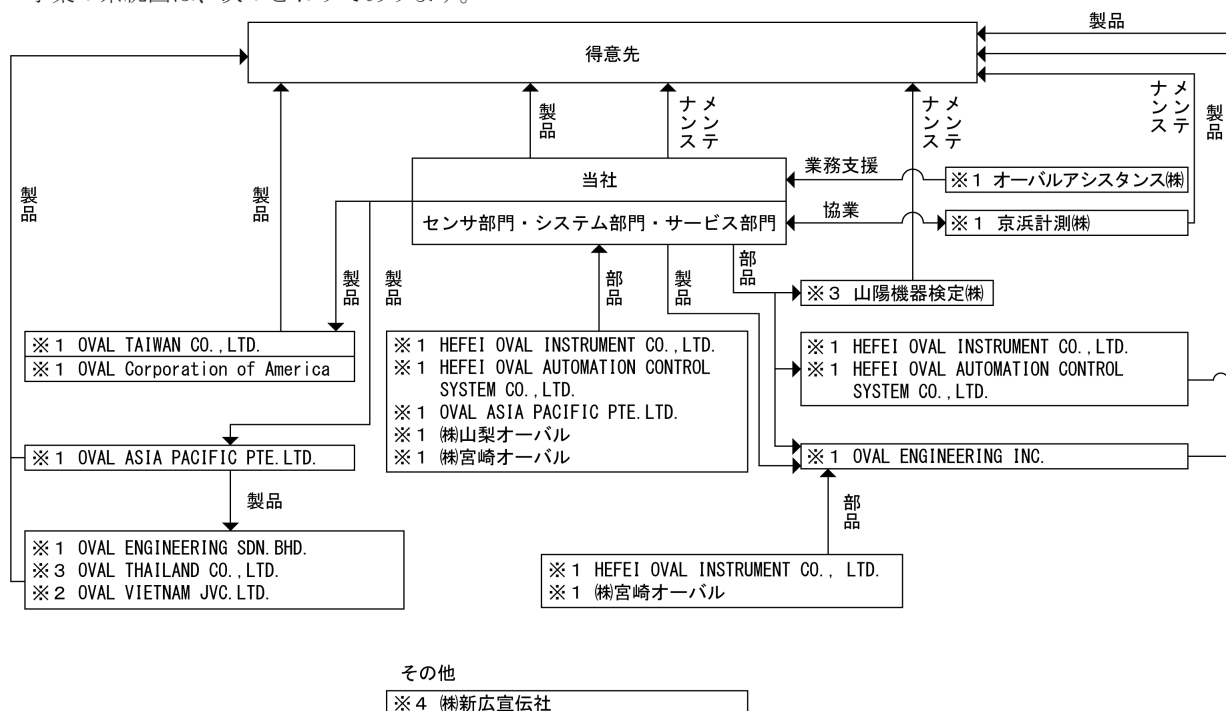 事業の系統図は、次のとおりであります。
製品
得意先
製品
メンテナンス
メンテナンス
メンテナンス
製品
製品
製品
当社
センサ部門・システム部門・サービス部門
業務支援
※1 オーバルアシスタンス㈱
協業
※1 京浜計測㈱
製品
製品
部品
製品
部品
※3 山陽機器検定㈱
※1 OVAL TAIWAN CO.,LTD.
※1 OVAL Corporation of America
※1 HEFEI OVAL INSTRUMENT CO.,LTD.
※1 HEFEI OVAL AUTOMATION CONTROL
SYSTEM CO.,LTD.
※1 OVAL ASIA PACIFIC PTE.LTD.
※1 ㈱山梨オーバル
※1 ㈱宮崎オーバル
※1 HEFEI OVAL INSTRUMENT CO.,LTD.
※1 HEFEI OVAL AUTOMATION CONTROL
SYSTEM CO.,LTD.
※1 OVAL ASIA PACIFIC PTE.LTD.
※1 OVAL ENGINEERING INC.
製品
部品
※1 OVAL ENGINEERING SDN.BHD.
※3 OVAL THAILAND CO.,LTD.
※2 OVAL VIETNAM JVC.LTD.
※1 HEFEI OVAL INSTRUMENT CO., LTD.
※1 ㈱宮崎オーバル
その他
※4 ㈱新広宣伝社